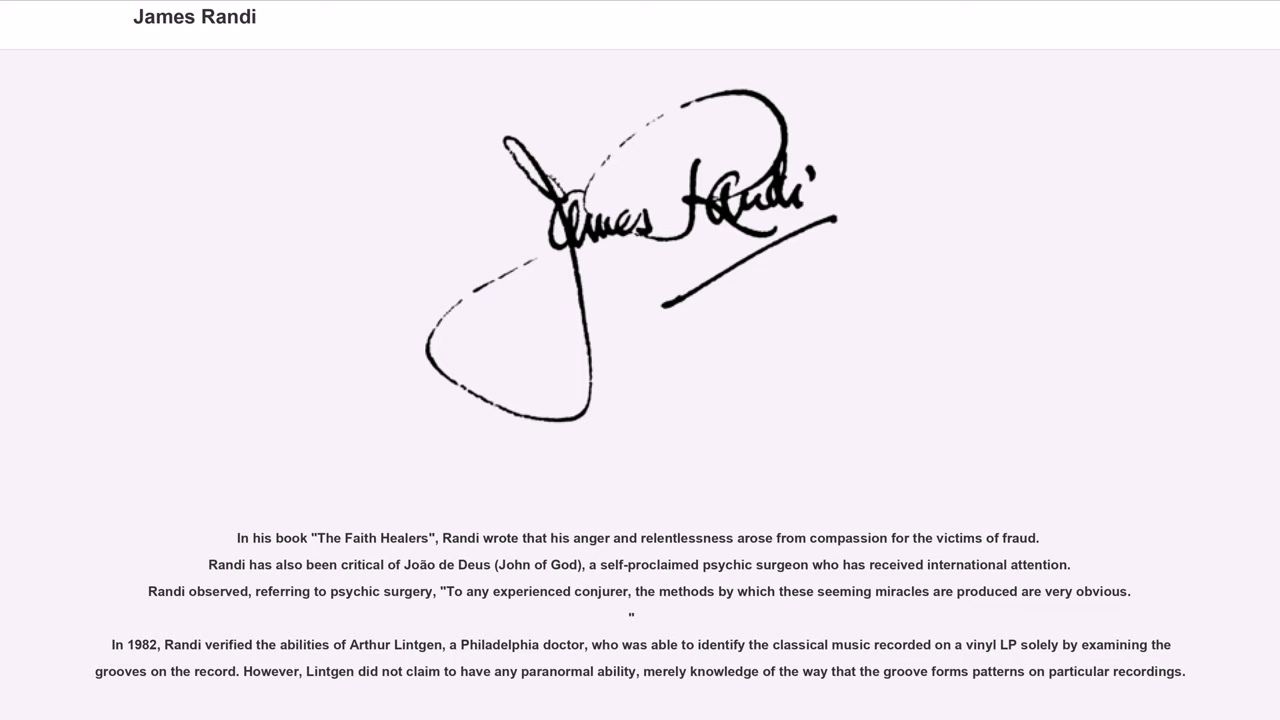 James Randi
James Randi
In his book "The Faith Healers", Randi wrote that his anger and relentlessness arose from compassion for the victims of fraud.
Randi has also been critical of João de Deus (John of God), a self-proclaimed psychic surgeon who has received international attention.
Randi observed, referring to psychic surgery, "To any experienced conjurer, the methods by which these seeming miracles are produced are very obvious.
"
In 1982, Randi verified the abilities of Arthur Lintgen, a Philadelphia doctor, who was able to identify the classical music recorded on a vinyl LP solely by examining the
grooves on the record. However, Lintgen did not claim to have any paranormal ability, merely knowledge of the way that the groove forms patterns on particular recordings.